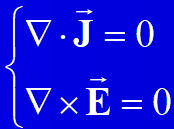 ∇ · J⃗ = 0
∇ × E⃗ = 0